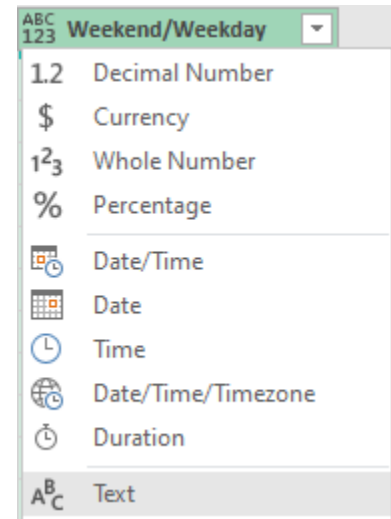 ABC
123 Weekend/Weekday
1.2 Decimal Number
$ Currency
1²3 Whole Number
% Percentage
Date/Time
Date
Time
Date/Time/Timezone
Duration
ABC Text